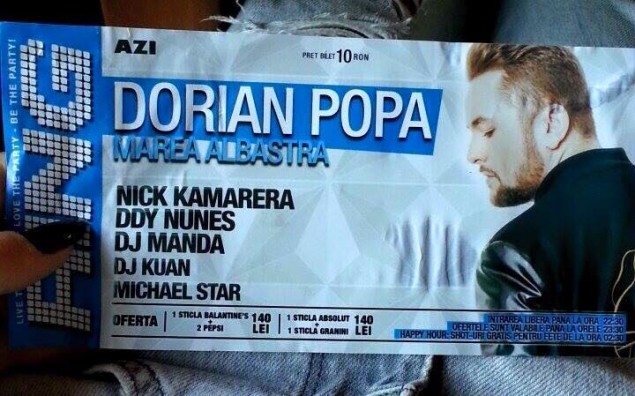 LIVE LOVE THE PARTY - BE THE PARTY!
AZI
PRET BILET 10 RON
DORIAN POPA
MAREA ALBASTRA
NICK KAMARERA
DDY NUNES
DJ MANDA
DJ KUAN
MICHAEL STAR
OFERTA
1 STICLA BALANTINE'S
+
2 PEPSI
140
LEI
1 STICLA ABSOLUT
+
1 STICLA GRANINI
140
LEI
INTRAREA LIBERA PANA LA ORA 22:30
OFERTELE SUNT VALABILE PANA LA ORELE 23:30
HAPPY HOUR: SHOT-URI GRATIS PENTRU FETE DE LA ORA 02:30